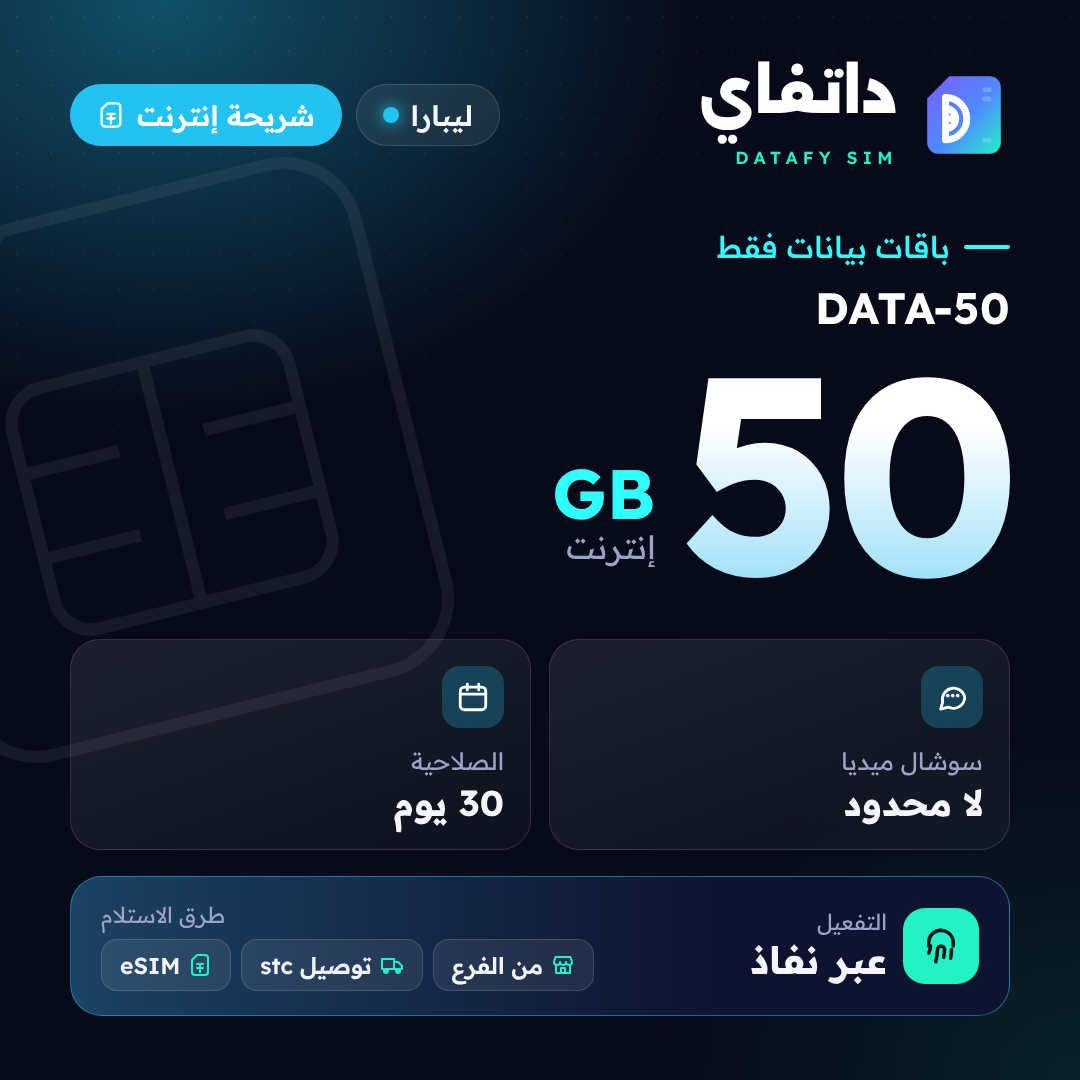 داتفاي
DATAFY SIM
ليبارا
شريحة إنترنت
باقات بيانات فقط
DATA-50
50
GB
إنترنت
سوشال ميديا
لا محدود
الصلاحية
30 يوم
التفعيل
عبر نفاذ
طرق الاستلام
من الفرع
توصيل stc
eSIM